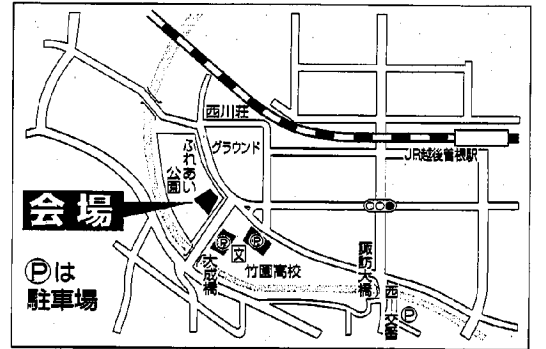 西川荘
グラウンド
ふれあい
公園
会場
JR越後曽根駅
Ⓟ
Ⓟ
文
竹園高校
大成橋
諏訪大橋
西川交番
Ⓟ
Ⓟは
駐車場